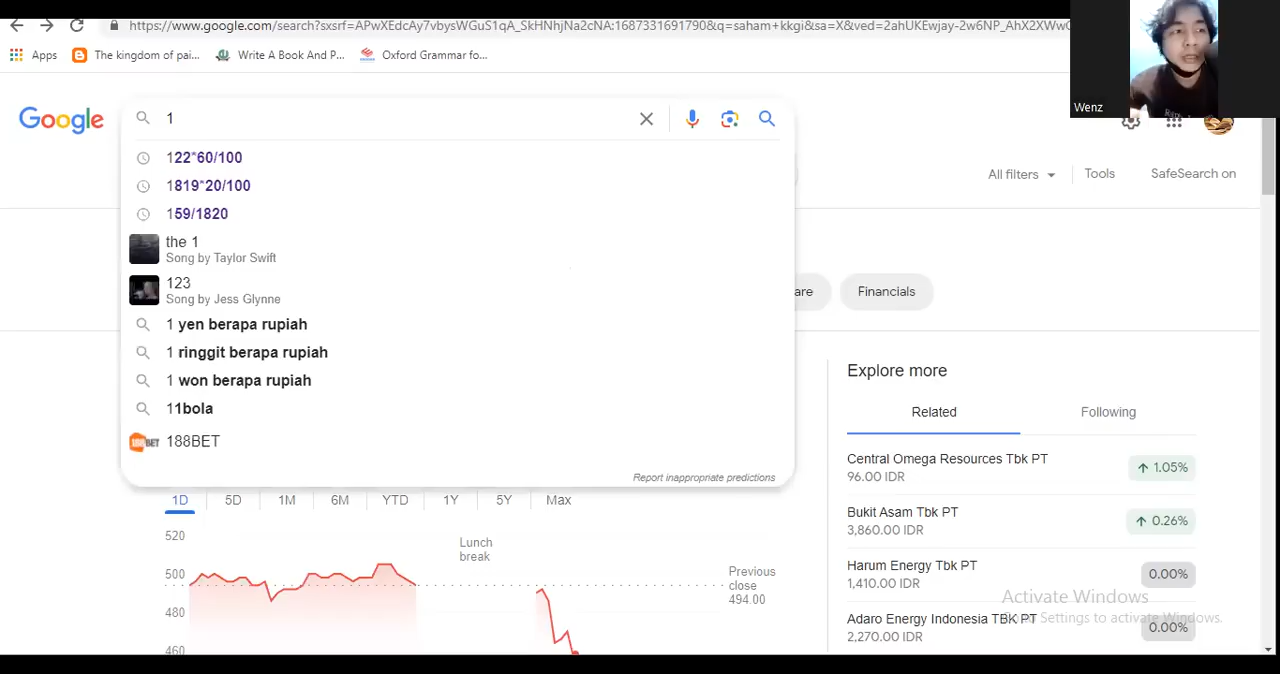 https://www.google.com/search?sxsrf=APwXEdcAy7vbysWGuS1qA_SkHNhjNa2cNA:1687331691790&q=saham+kkgi&sa=X&ved=2ahUKEwjay-2w6NP_AhX2XWwG
Apps The kingdom of pai... Write A Book And P... Oxford Grammar fo...
Wenz
Google
1
122*60/100
1819*20/100
159/1820
the 1
Song by Taylor Swift
123
Song by Jess Glynne
1 yen berapa rupiah
1 ringgit berapa rupiah
1 won berapa rupiah
11bola
188BET
Report inappropriate predictions
All filters Tools SafeSearch on
are Financials
1D 5D 1M 6M YTD 1Y 5Y Max
520
500
480
460
Lunch
break
Previous
close
494.00
Explore more
Related Following
Central Omega Resources Tbk PT
96.00 IDR
1.05%
Bukit Asam Tbk PT
3,860.00 IDR
0.26%
Harum Energy Tbk PT
1,410.00 IDR
0.00%
Adaro Energy Indonesia TBK PT
2,270.00 IDR
0.00%
Activate Windows
Go to Settings to activate Windows.